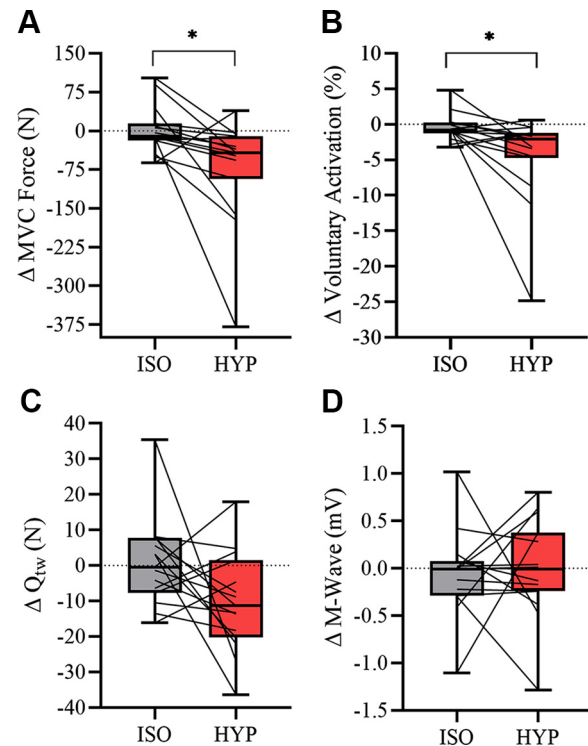 A
*
Δ MVC Force (N)
150
75
0
-75
-150
-225
-300
-375
ISO HYP
B
*
Δ Voluntary Activation (%)
10
5
0
-5
-10
-15
-20
-25
-30
ISO HYP
C
Δ Qtw (N)
40
30
20
10
0
-10
-20
-30
-40
ISO HYP
D
Δ M-Wave (mV)
1.5
1.0
0.5
0.0
-0.5
-1.0
-1.5
ISO HYP